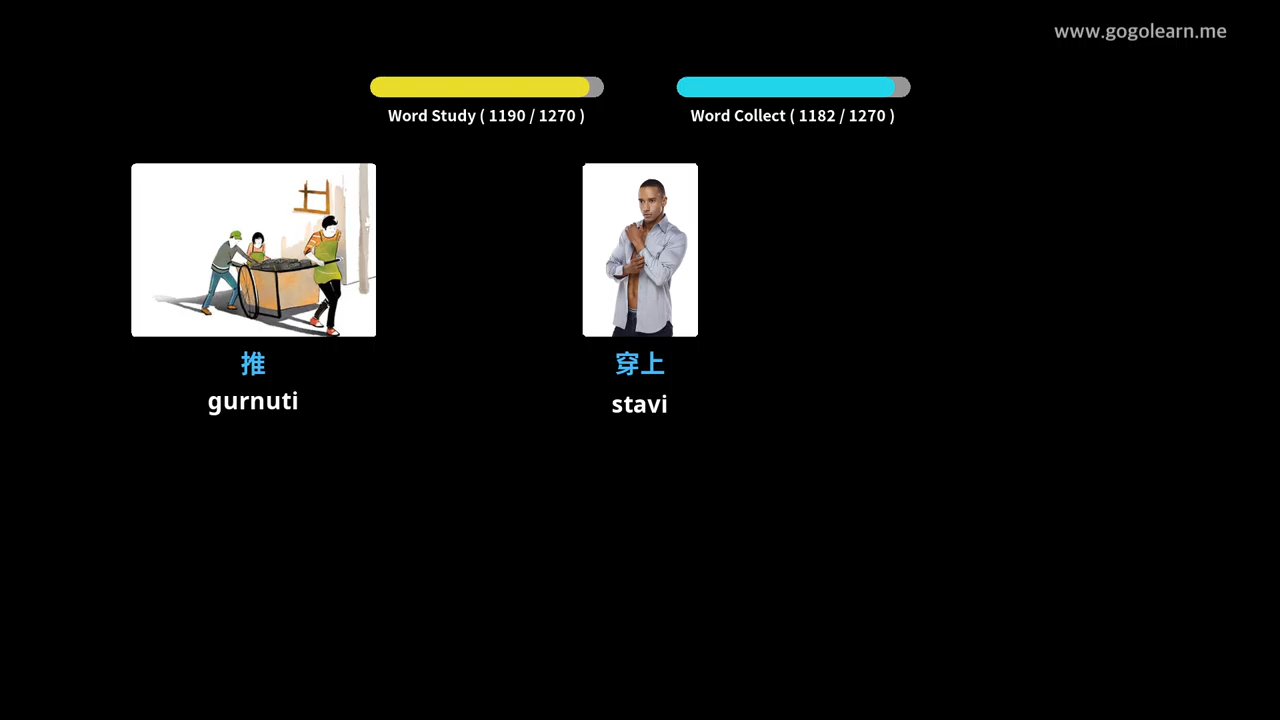 www.gogolearn.me
Word Study ( 1190 / 1270 )
Word Collect ( 1182 / 1270 )
推
穿上
gurnuti
stavi